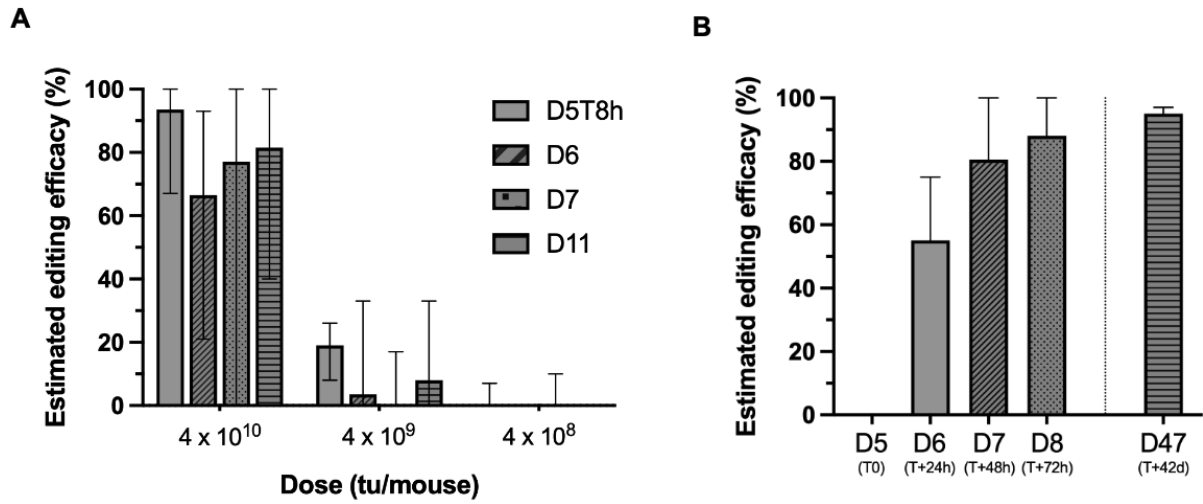 A
Estimated editing efficacy (%)
100
80
60
40
20
0
4 x 10¹⁰
4 x 10⁹
4 x 10⁸
Dose (tu/mouse)
D5T8h
D6
D7
D11
B
Estimated editing efficacy (%)
100
80
60
40
20
0
D5 D6 D7 D8 D47
(T0) (T+24h) (T+48h) (T+72h) (T+42d)